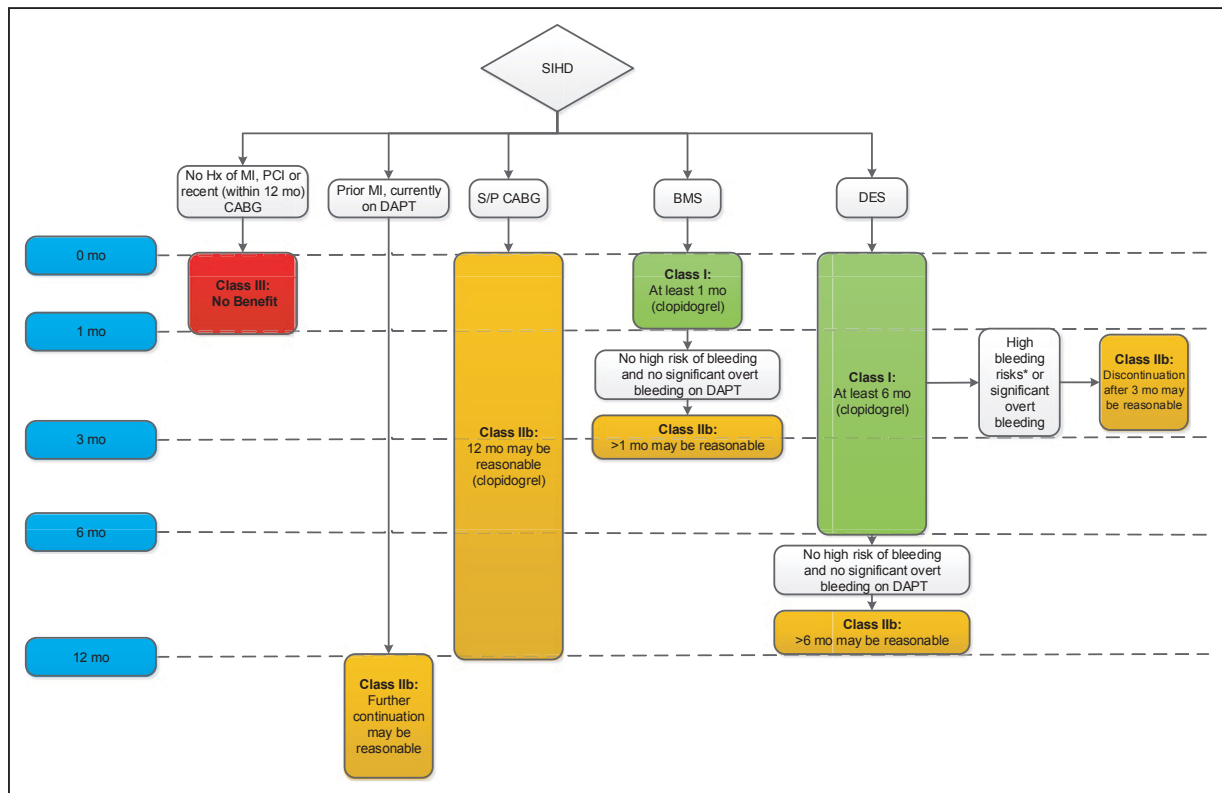 SIHD
No Hx of MI, PCI or
recent (within 12 mo)
CABG
Prior MI, currently
on DAPT
S/P CABG
BMS
DES
0 mo
1 mo
3 mo
6 mo
12 mo
Class III:
No Benefit
Class IIb:
Further
continuation
may be
reasonable
Class IIb:
12 mo may be
reasonable
(clopidogrel)
Class I:
At least 1 mo
(clopidogrel)
No high risk of bleeding
and no significant overt
bleeding on DAPT
Class IIb:
>1 mo may be reasonable
Class I:
At least 6 mo
(clopidogrel)
High
bleeding
risks* or
significant
overt
bleeding
Class IIb:
Discontinuation
after 3 mo may
be reasonable
No high risk of bleeding
and no significant overt
bleeding on DAPT
Class IIb:
>6 mo may be reasonable